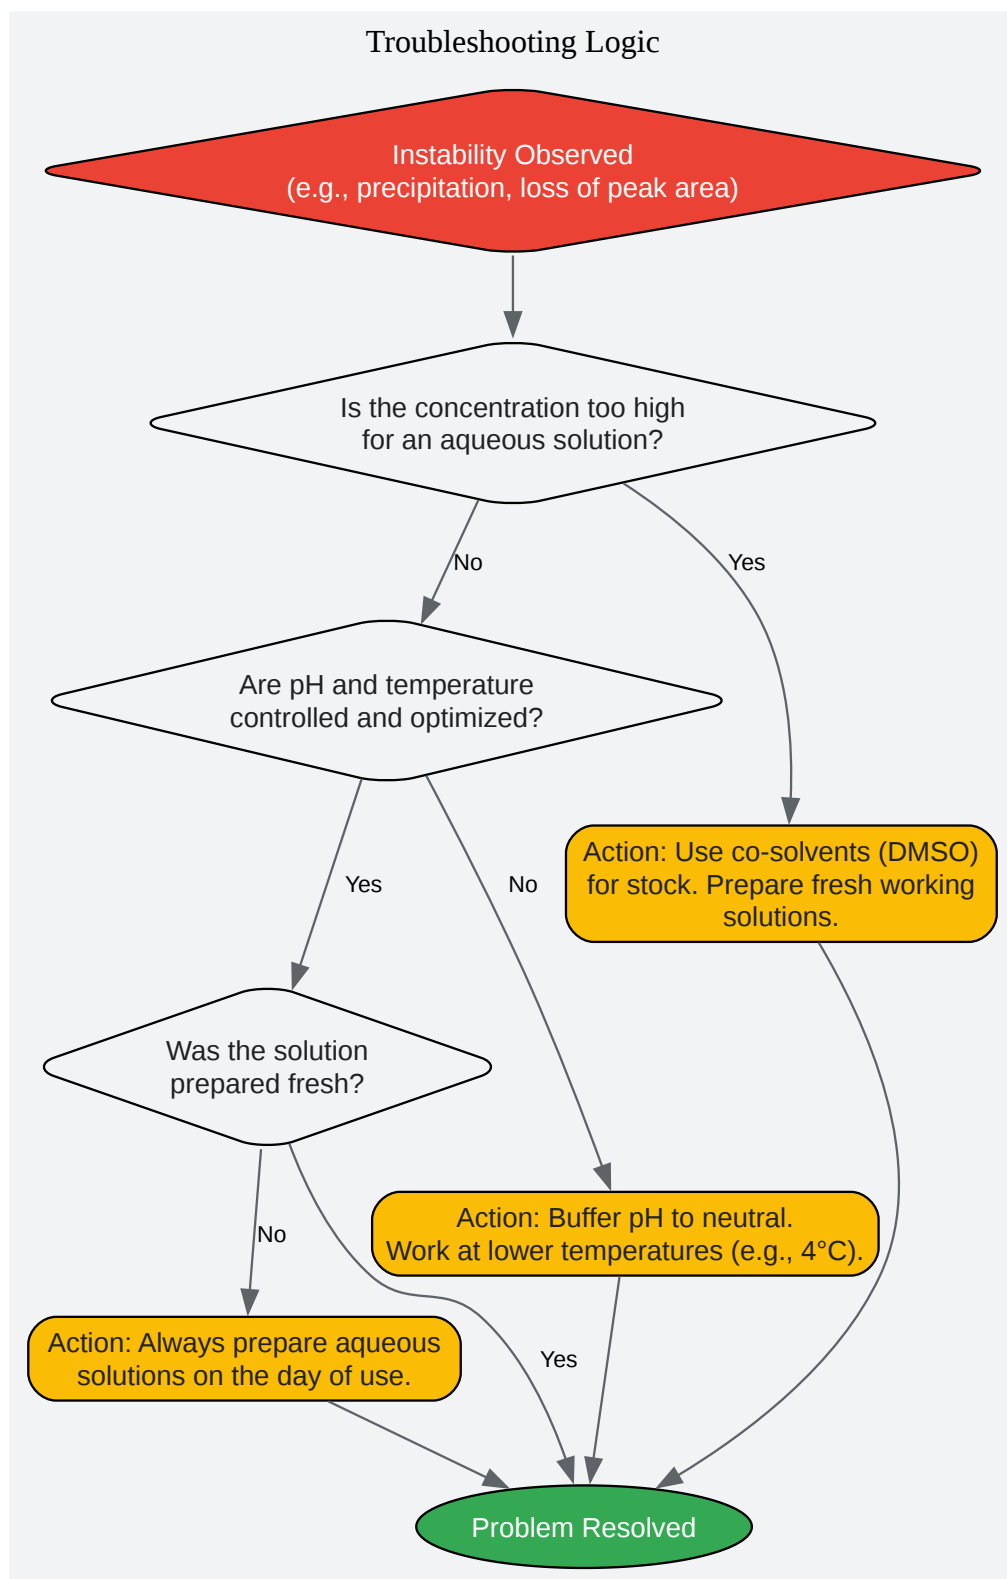 Troubleshooting Logic
Instability Observed
(e.g., precipitation, loss of peak area)
Is the concentration too high
for an aqueous solution?
No
Yes
Are pH and temperature
controlled and optimized?
Action: Use co-solvents (DMSO)
for stock. Prepare fresh working
solutions.
Yes
No
Was the solution
prepared fresh?
Action: Buffer pH to neutral.
Work at lower temperatures (e.g., 4°C).
No
Action: Always prepare aqueous
solutions on the day of use.
Yes
Problem Resolved